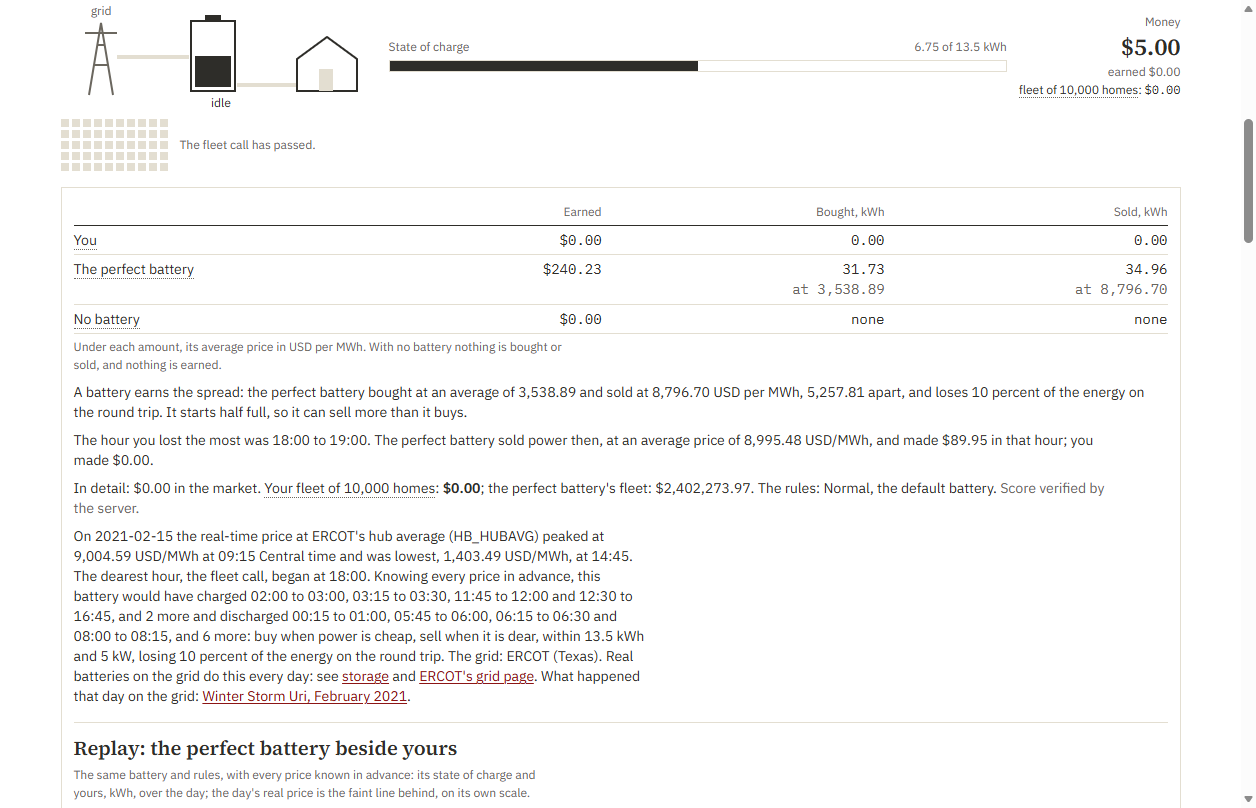 grid
idle
State of charge
6.75 of 13.5 kWh
Money
$5.00
earned $0.00
fleet of 10,000 homes: $0.00
The fleet call has passed.
Earned Bought, kWh Sold, kWh
You $0.00 0.00 0.00
The perfect battery $240.23 31.73 34.96
at 3,538.89 at 8,796.70
No battery $0.00 none none
Under each amount, its average price in USD per MWh. With no battery nothing is bought or
sold, and nothing is earned.
A battery earns the spread: the perfect battery bought at an average of 3,538.89 and sold at 8,796.70 USD per MWh, 5,257.81 apart, and loses 10 percent of the energy on
the round trip. It starts half full, so it can sell more than it buys.
The hour you lost the most was 18:00 to 19:00. The perfect battery sold power then, at an average price of 8,995.48 USD/MWh, and made $89.95 in that hour; you
made $0.00.
In detail: $0.00 in the market. Your fleet of 10,000 homes: $0.00; the perfect battery's fleet: $2,402,273.97. The rules: Normal, the default battery. Score verified by
the server.
On 2021-02-15 the real-time price at ERCOT's hub average (HB_HUBAVG) peaked at
9,004.59 USD/MWh at 09:15 Central time and was lowest, 1,403.49 USD/MWh, at 14:45.
The dearest hour, the fleet call, began at 18:00. Knowing every price in advance, this
battery would have charged 02:00 to 03:00, 03:15 to 03:30, 11:45 to 12:00 and 12:30 to
16:45, and 2 more and discharged 00:15 to 01:00, 05:45 to 06:00, 06:15 to 06:30 and
08:00 to 08:15, and 6 more: buy when power is cheap, sell when it is dear, within 13.5 kWh
and 5 kW, losing 10 percent of the energy on the round trip. The grid: ERCOT (Texas). Real
batteries on the grid do this every day: see storage and ERCOT's grid page. What happened
that day on the grid: Winter Storm Uri, February 2021.
Replay: the perfect battery beside yours
The same battery and rules, with every price known in advance: its state of charge and
yours, kWh, over the day; the day's real price is the faint line behind, on its own scale.